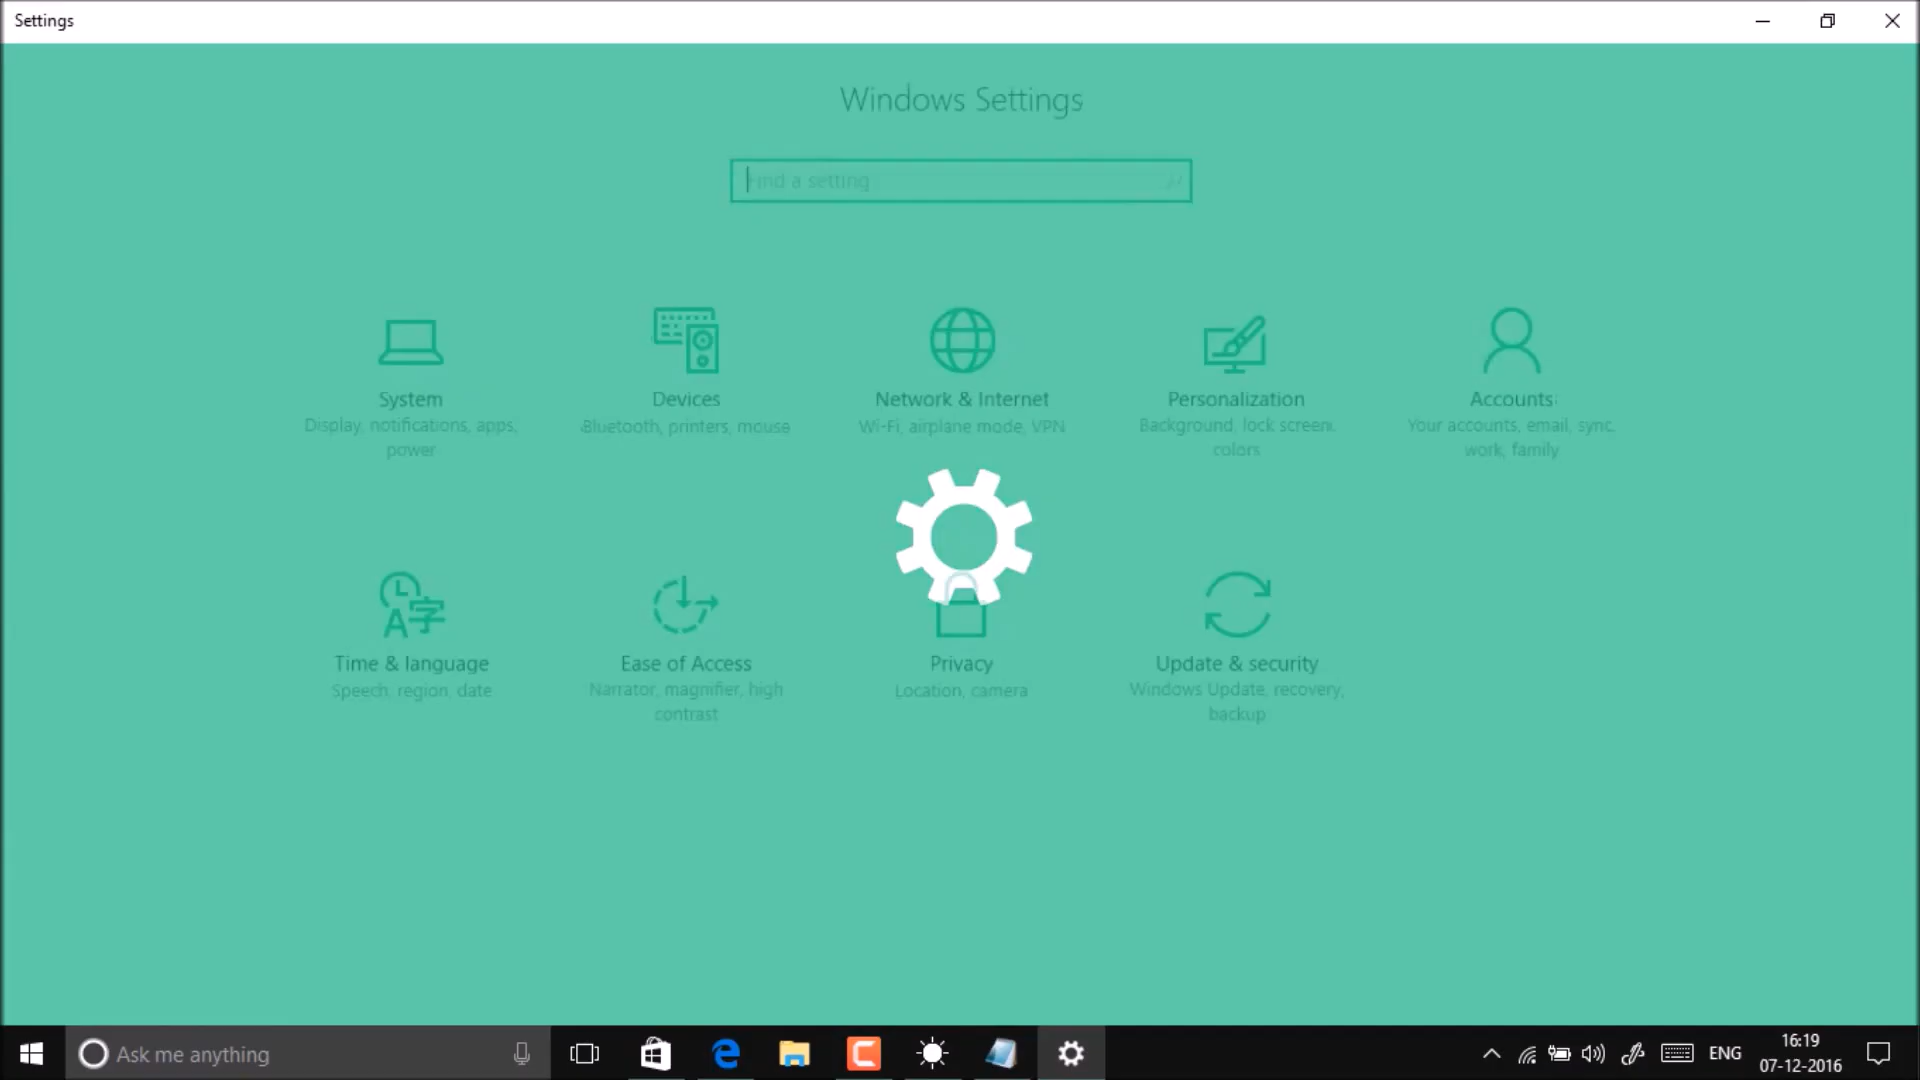 Settings
Windows Settings
Find a setting
System
Devices
Network & Internet
Personalization
Accounts
Display, notifications, apps,
power
Bluetooth, printers, mouse
Wi-Fi, airplane mode, VPN
Background, lock screen,
colors
Your accounts, email, sync,
work, family
Time & language
Ease of Access
Privacy
Update & security
Speech, region, date
Narrator, magnifier, high
contrast
Location, camera
Windows Update, recovery,
backup
Ask me anything
ENG
16:19
07-12-2016